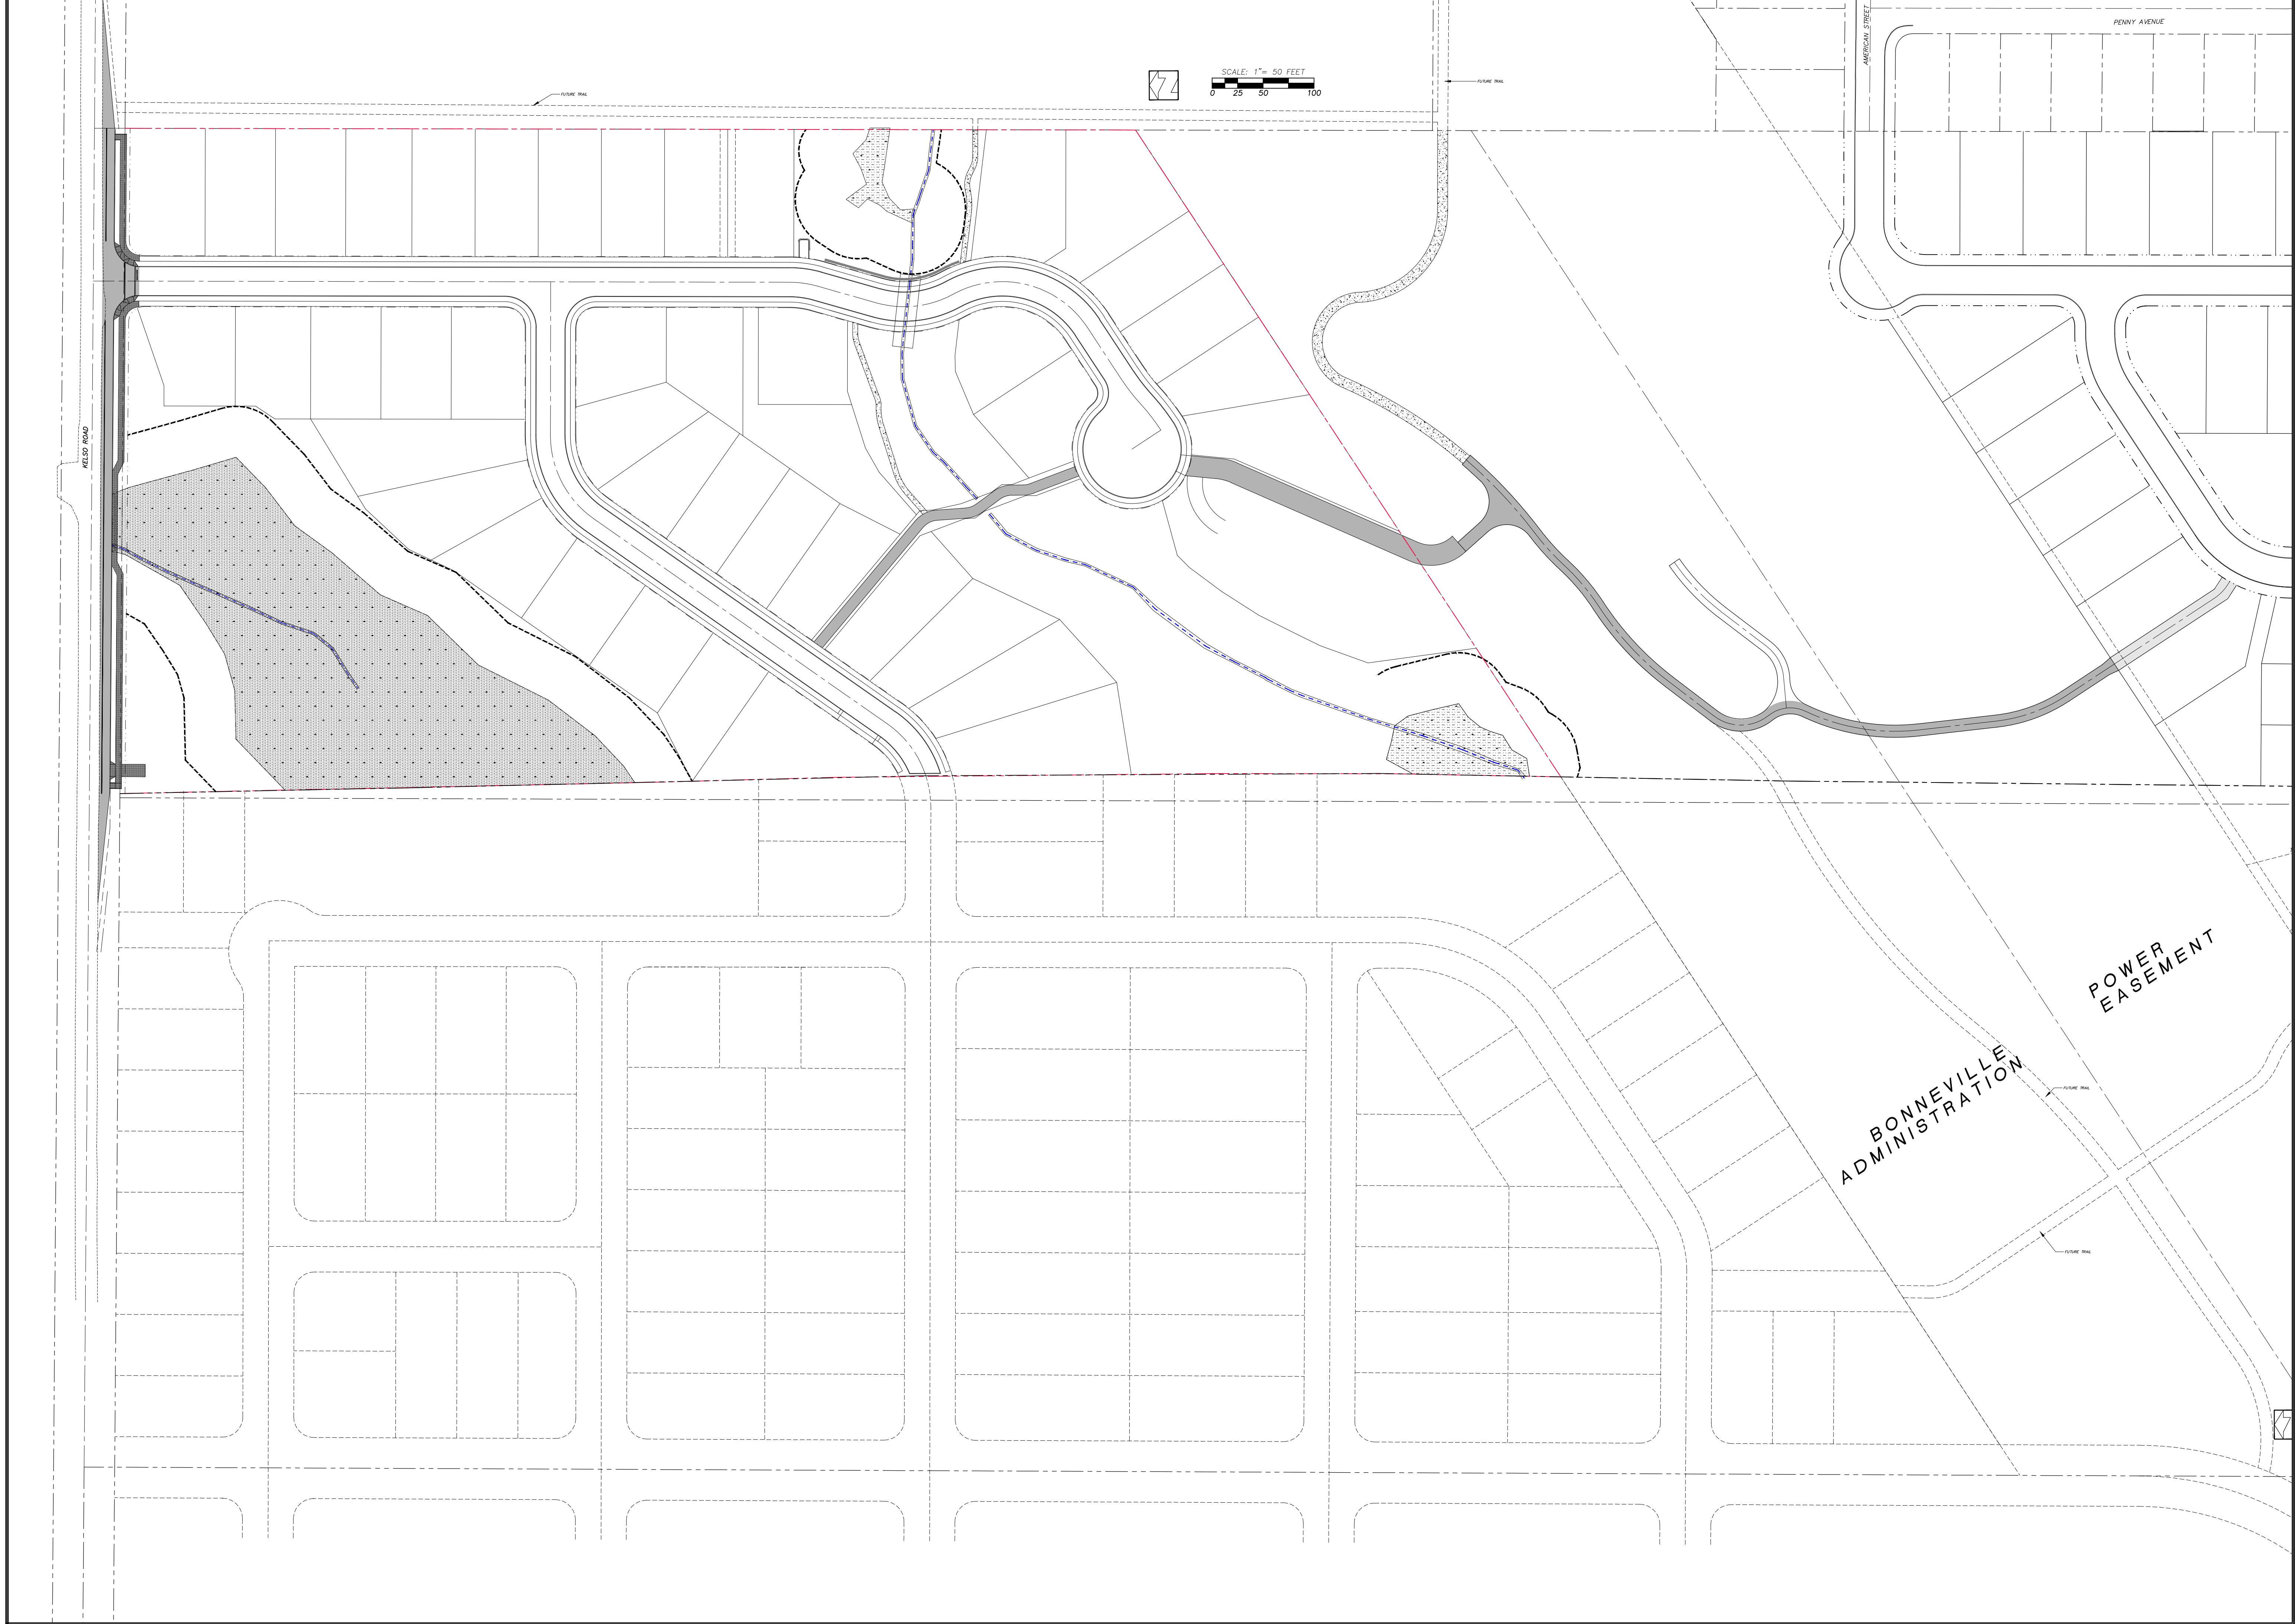 AMERICAN STREET
PENNY AVENUE
SCALE: 1"= 50 FEET
0 25 50 100
FUTURE TRAIL
FUTURE TRAIL
KELSO ROAD
POWER
EASEMENT
BONNEVILLE
ADMINISTRATION
FUTURE TRAIL
FUTURE TRAIL